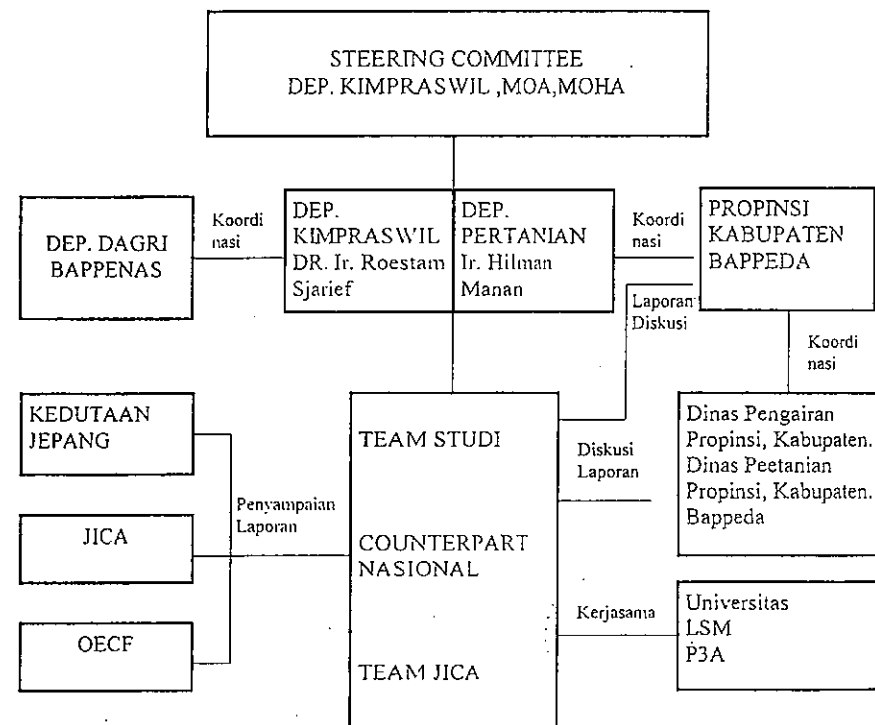 STEERING COMMITTEE
DEP. KIMPRASWIL ,MOA,MOHA
DEP. DAGRI
BAPPENAS
Koordi
nasi
DEP.
KIMPRASWIL
DR. Ir. Roestam
Sjarief
DEP.
PERTANIAN
Ir. Hilman
Manan
Koordi
nasi
PROPINSI
KABUPATEN
BAPPEDA
Laporan
Diskusi
Koordi
nasi
KEDUTAAN
JEPANG
JICA
OECF
Penyampaian
Laporan
TEAM STUDI
COUNTERPART
NASIONAL
TEAM JICA
Diskusi
Laporan
Dinas Pengairan
Propinsi, Kabupaten.
Dinas Peetanian
Propinsi, Kabupaten.
Bappeda
Kerjasama
Universitas
LSM
P3A